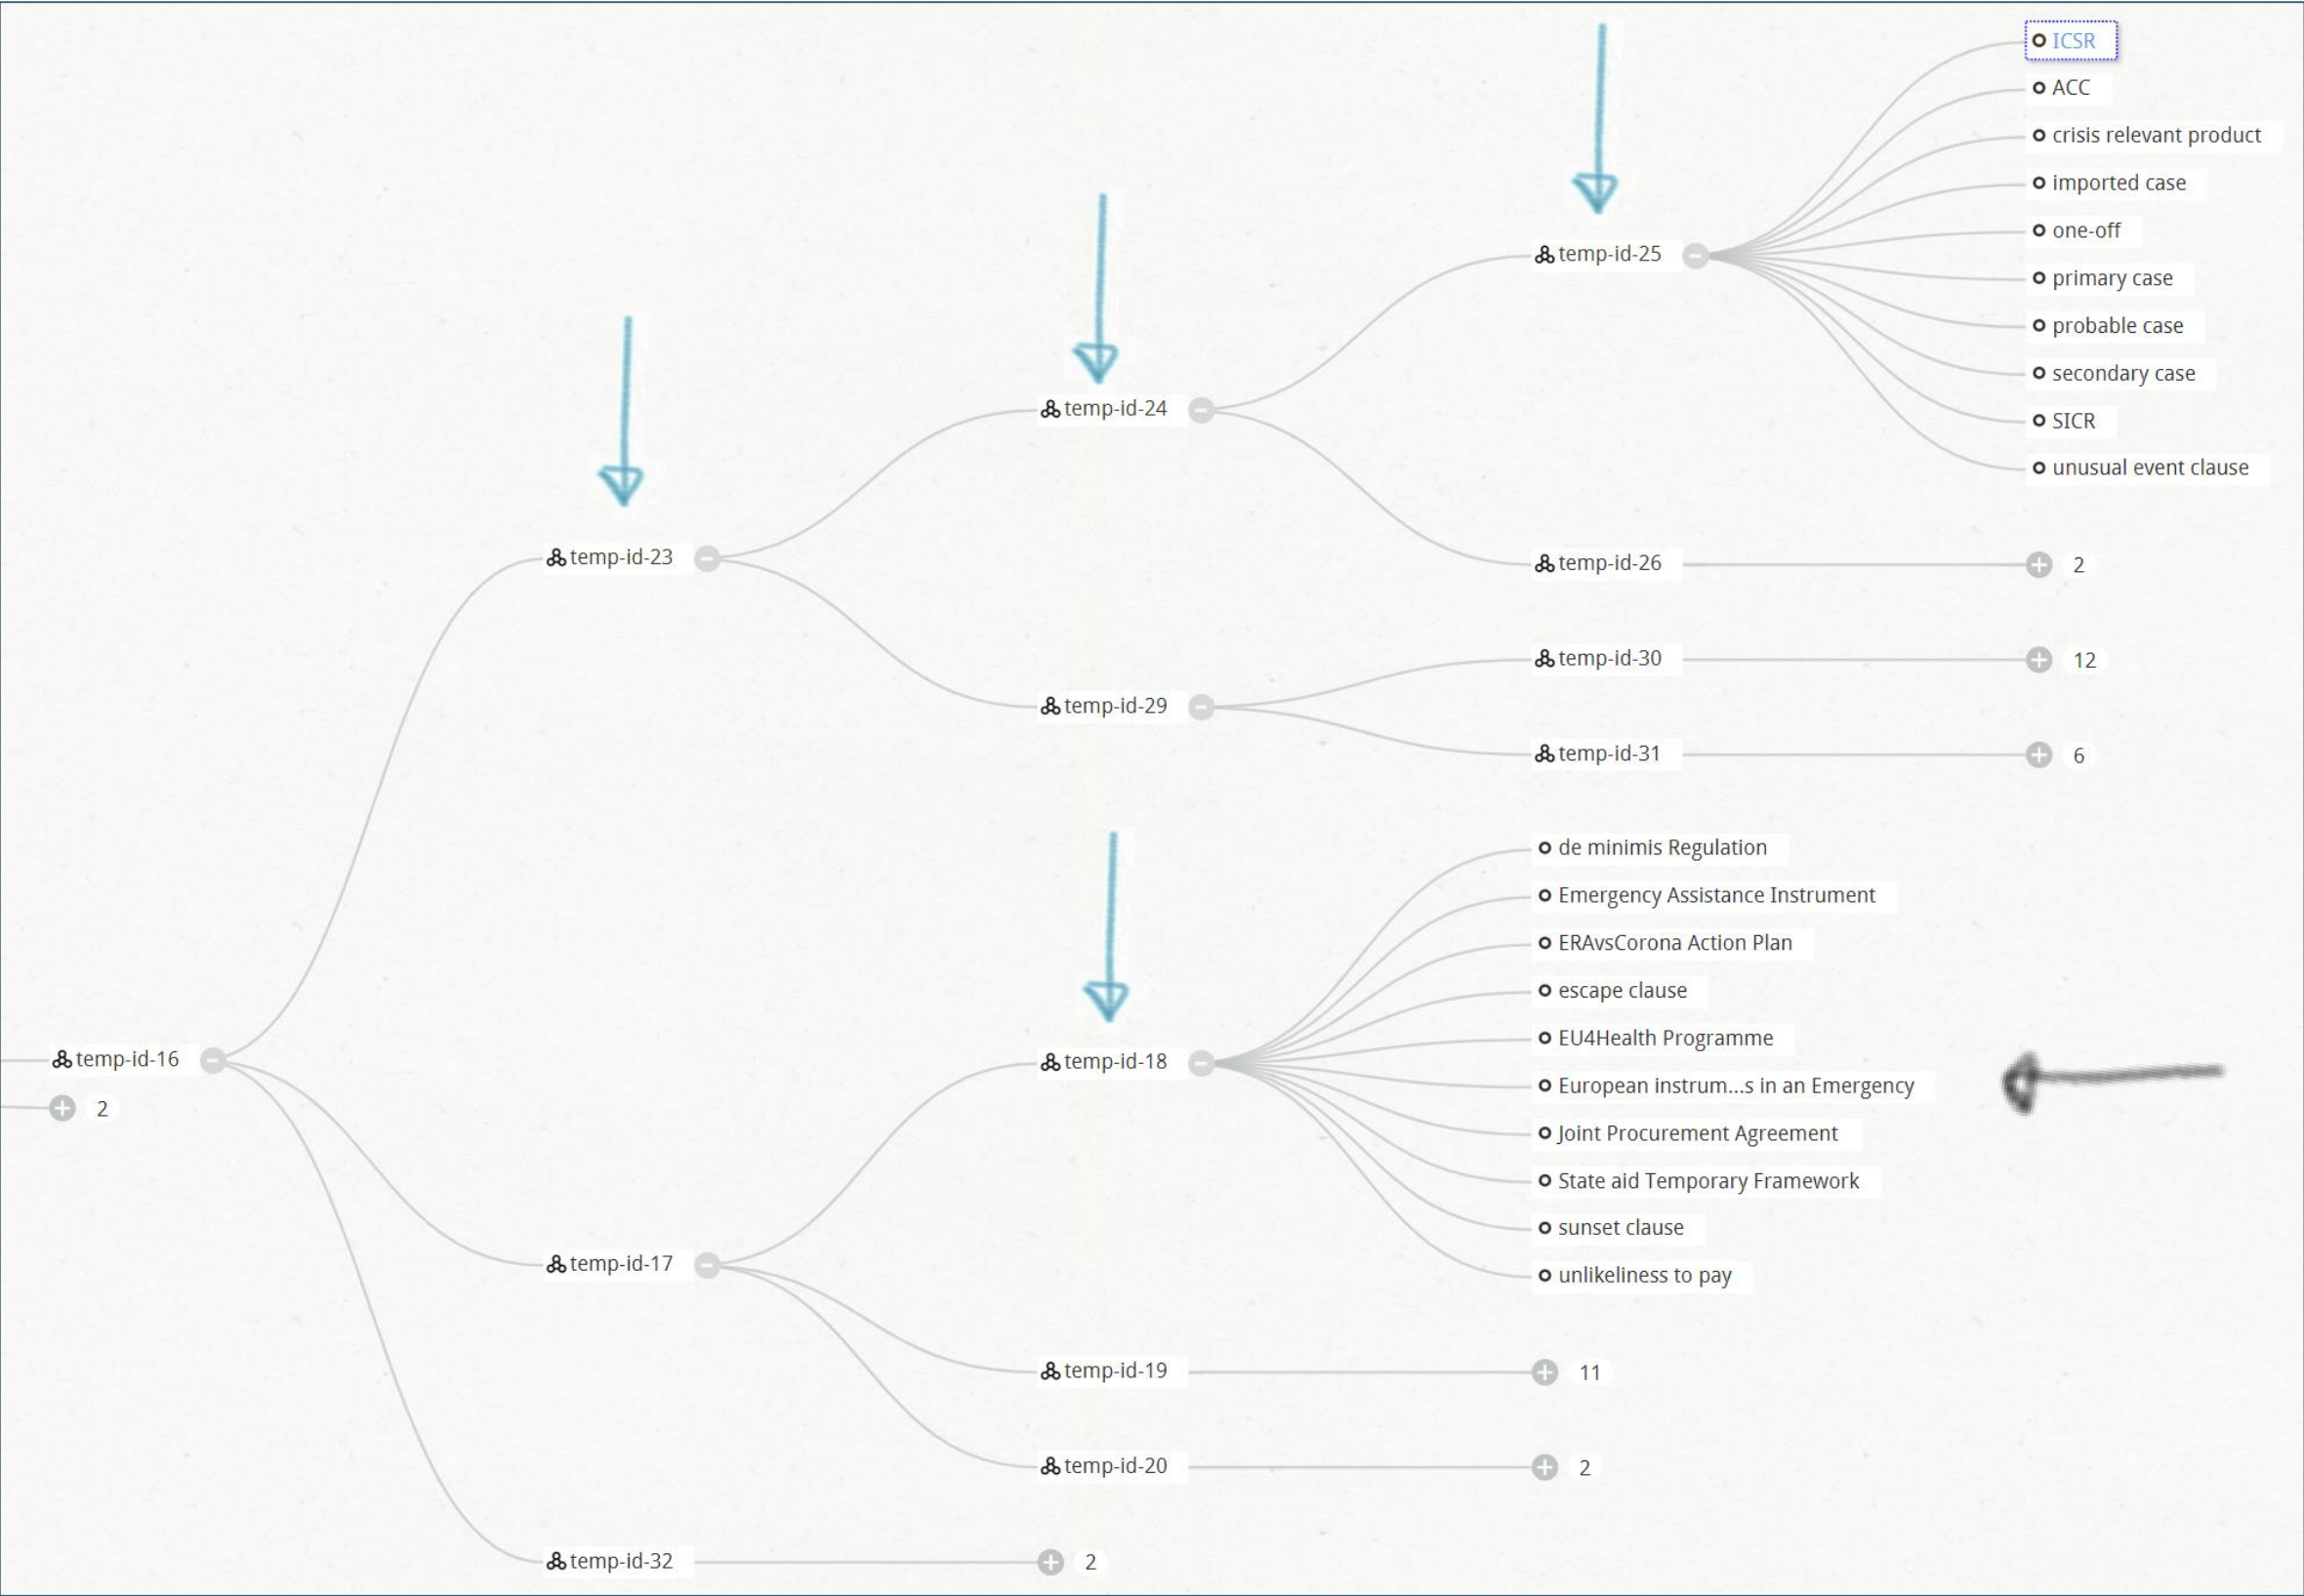 ICSR
ACC
crisis relevant product
imported case
one-off
temp-id-25
primary case
probable case
secondary case
temp-id-24
SICR
unusual event clause
temp-id-23
temp-id-26
2
temp-id-30
12
temp-id-29
temp-id-31
6
de minimis Regulation
Emergency Assistance Instrument
ERAvsCorona Action Plan
escape clause
EU4Health Programme
temp-id-16
temp-id-18
European instrum...s in an Emergency
2
Joint Procurement Agreement
State aid Temporary Framework
sunset clause
temp-id-17
unlikeliness to pay
temp-id-19
11
temp-id-20
2
temp-id-32
2